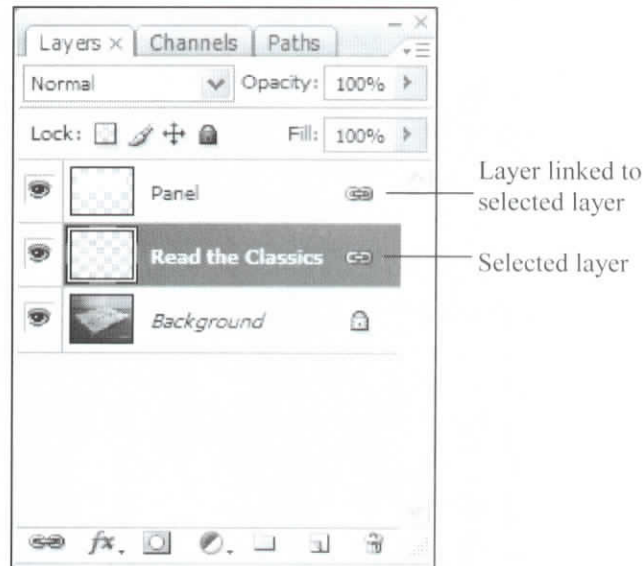 Layers × Channels Paths
Normal Opacity: 100%
Lock: Fill: 100%
Panel
Layer linked to
selected layer
Read the Classics
Selected layer
Background
fx.